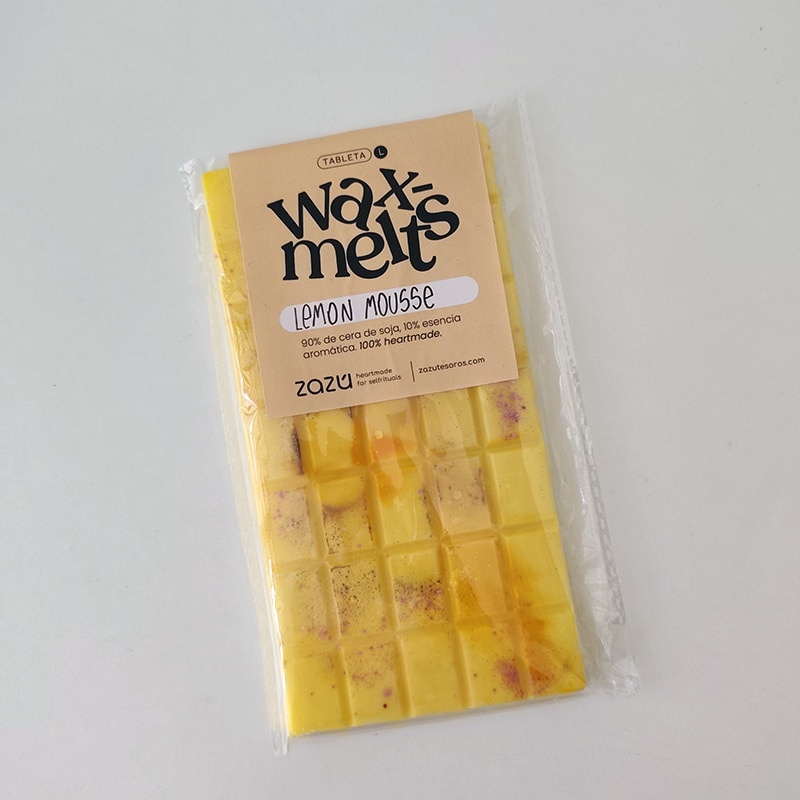 TABLETA L
wax-
melts
LEMON MOUSSE
90% de cera de soja, 10% esencia
aromática. 100% heartmade.
zazú heartmade
for selfrituals
zazutesoros.com